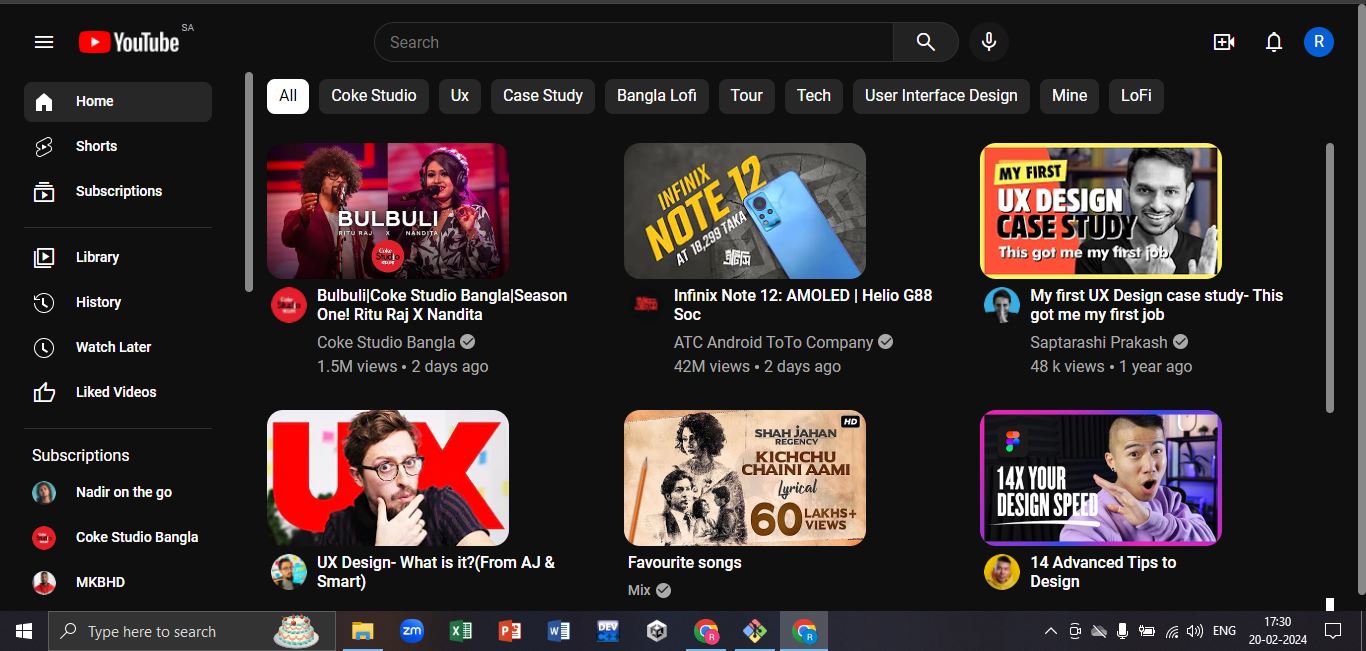 YouTube SA
Search
R
Home
Shorts
Subscriptions
Library
History
Watch Later
Liked Videos
Subscriptions
Nadir on the go
Coke Studio Bangla
MKBHD
All
Coke Studio
Ux
Case Study
Bangla Lofi
Tour
Tech
User Interface Design
Mine
LoFi
BULBULI
RITU RAJ X NANDITA
Coke
Studio
Bulbuli|Coke Studio Bangla|Season
One! Ritu Raj X Nandita
Coke Studio Bangla
1.5M views • 2 days ago
INFINIX
NOTE 12
AT 18,299 TAKA
Infinix Note 12: AMOLED | Helio G88
Soc
ATC Android ToTo Company
42M views • 2 days ago
MY FIRST
UX DESIGN
CASE STUDY
This got me my first job
My first UX Design case study- This
got me my first job
Saptarashi Prakash
48 k views • 1 year ago
UX
UX Design- What is it?(From AJ &
Smart)
HD
SHAH JAHAN
REGENCY
KICHCHU
CHAINI AAMI
Lyrical
60 LAKHS+
VIEWS
Favourite songs
Mix
14X YOUR
DESIGN SPEED
14 Advanced Tips to
Design
Type here to search
zm
X
P
W
DEV
R
R
ENG
17:30
20-02-2024